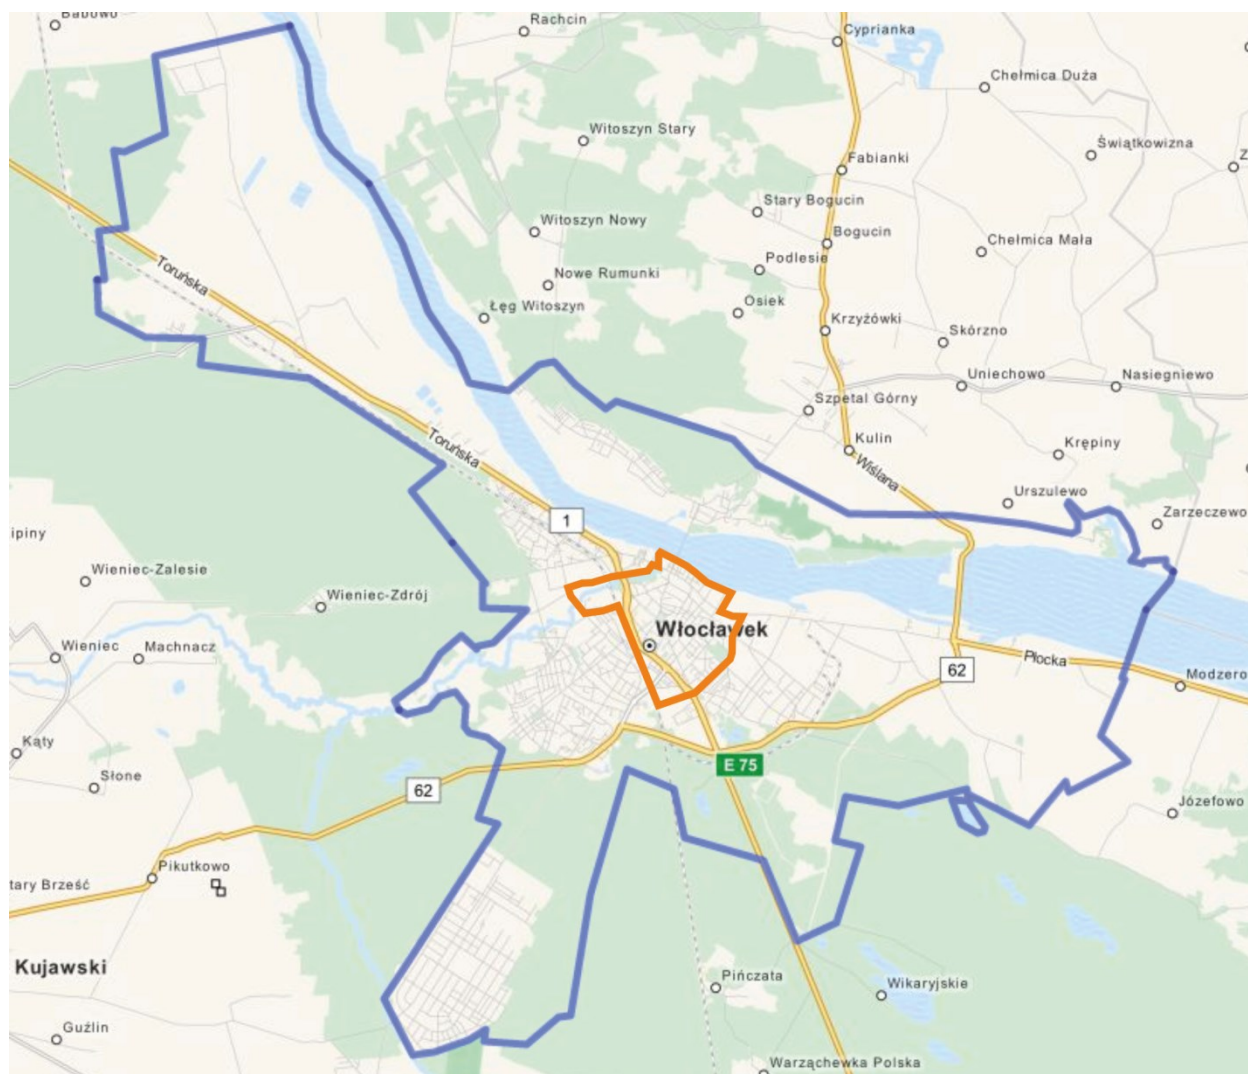 Babowo
Rachcin
Cyprianka
Chełmica Duża
Witoszyn Stary
Świątkowizna
Fabianki
Z
Stary Bogucin
Witoszyn Nowy
Bogucin
Chełmica Mała
Podlesie
Toruńska
Nowe Rumunki
Łęg Witoszyn
Osiek
Krzyżówki
Skórzno
Uniechowo
Nasiegniewo
Szpetal Górny
Toruńska
Kulin
Krępiny
Wiślana
Urszulewo
1
Zarzeczewo
ipiny
Wieniec-Zalesie
Wieniec-Zdrój
Włocławek
Wieniec
Machnacz
Płocka
62
Modzero
Kąty
Słone
E 75
62
Józefowo
Pikutkowo
tary Brześć
Kujawski
Pińczata
Wikaryjskie
Guźlin
Warząchewka Polska